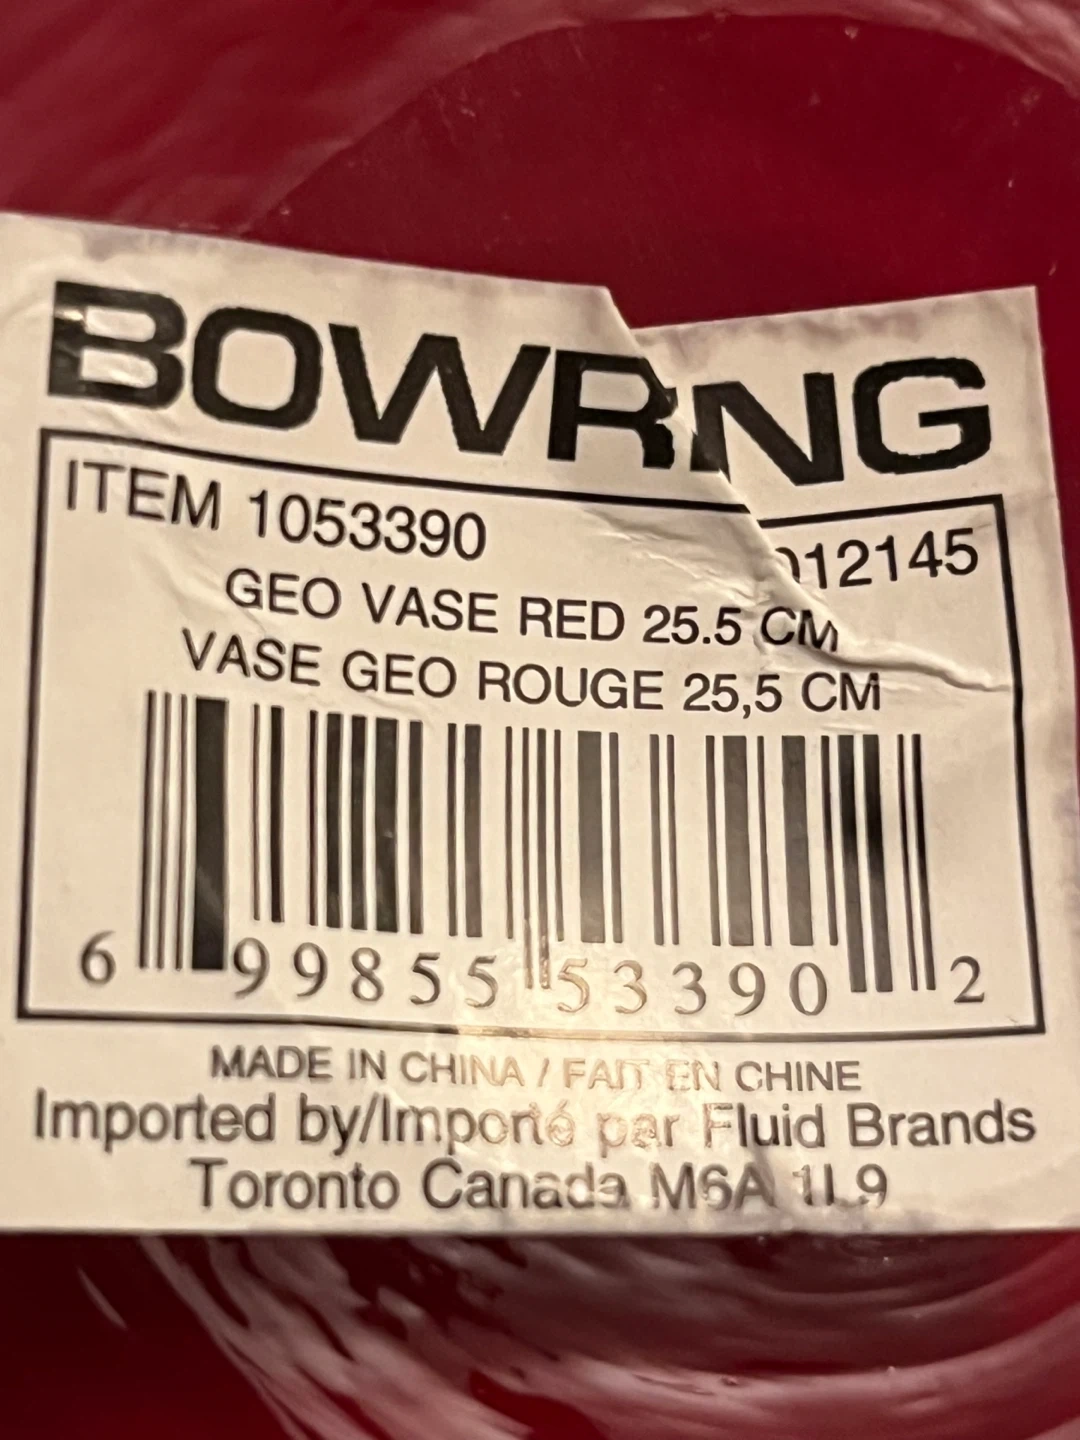 BOWRNG
ITEM 1053390 012145
GEO VASE RED 25.5 CM
VASE GEO ROUGE 25,5 CM
6 99855 53390 2
MADE IN CHINA / FAIT EN CHINE
Imported by/Importé par Fluid Brands
Toronto Canada M6A 1L9